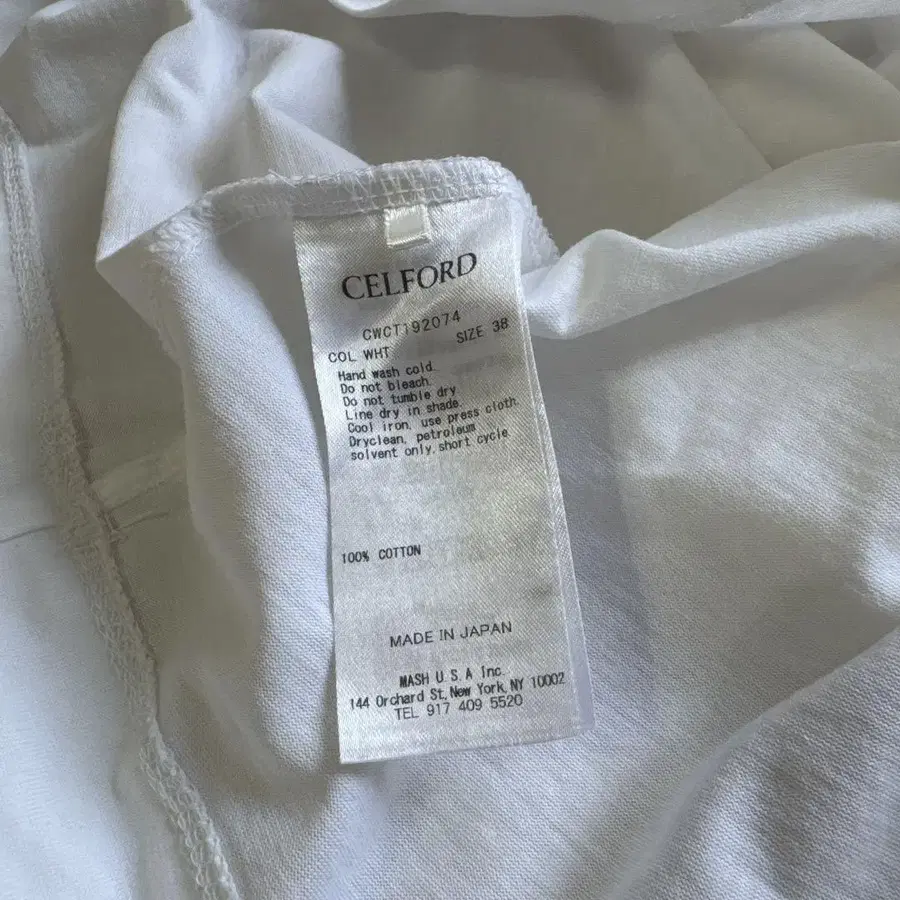 CELFORD
CWCT192074
COL WHT SIZE 38
Hand wash cold.
Do not bleach.
Do not tumble dry
Line dry in shade.
Cool iron, use press cloth.
Dryclean, petroleum
solvent only, short cycle
100% COTTON
MADE IN JAPAN
MASH U.S.A Inc.
144 Orchard St, New York, NY 10002
TEL 917 409 5520